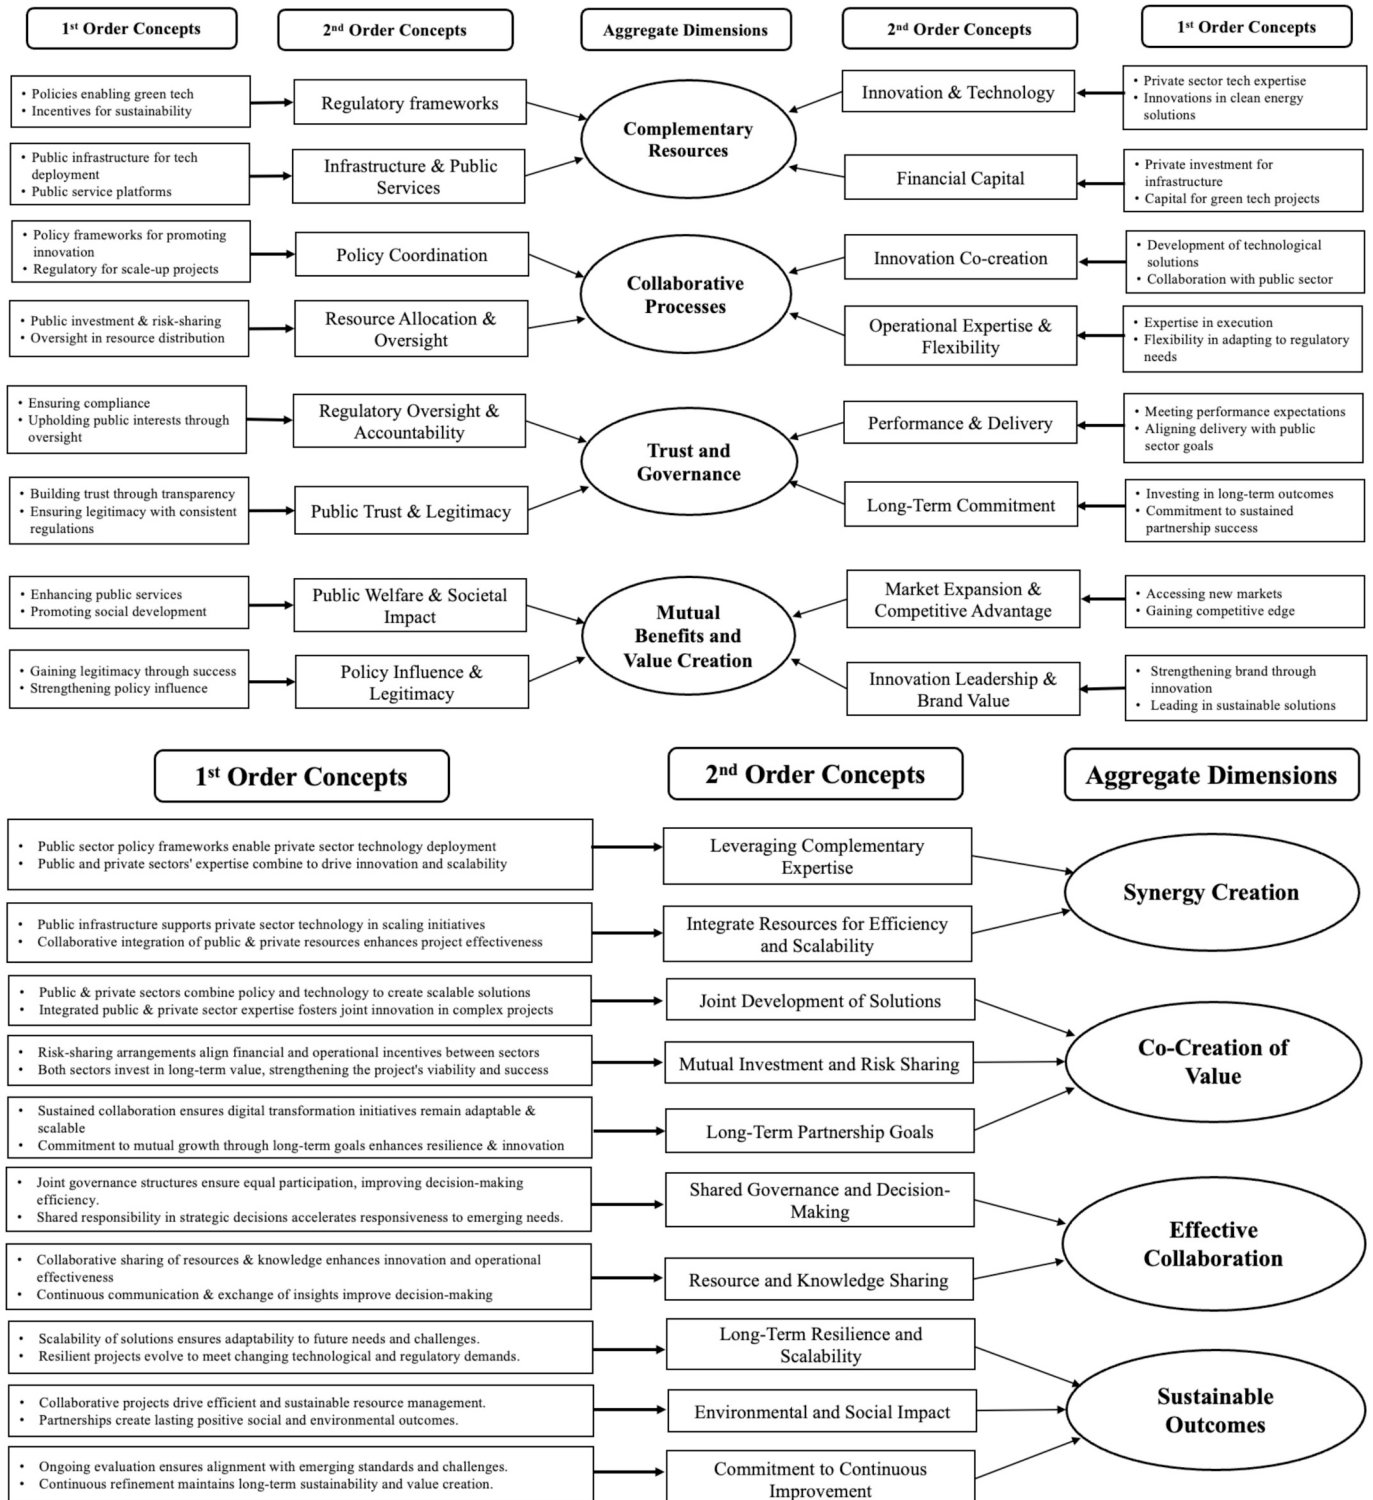 1st Order Concepts
2nd Order Concepts
Aggregate Dimensions
2nd Order Concepts
1st Order Concepts
• Policies enabling green tech
• Incentives for sustainability
Regulatory frameworks
Complementary
Resources
Innovation & Technology
• Private sector tech expertise
• Innovations in clean energy
solutions
• Public infrastructure for tech
deployment
• Public service platforms
Infrastructure & Public
Services
Financial Capital
• Private investment for
infrastructure
• Capital for green tech projects
• Policy frameworks for promoting
innovation
• Regulatory for scale-up projects
Policy Coordination
Collaborative
Processes
Innovation Co-creation
• Development of technological
solutions
• Collaboration with public sector
• Public investment & risk-sharing
• Oversight in resource distribution
Resource Allocation &
Oversight
Operational Expertise &
Flexibility
• Expertise in execution
• Flexibility in adapting to regulatory
needs
• Ensuring compliance
• Upholding public interests through
oversight
Regulatory Oversight &
Accountability
Trust and
Governance
Performance & Delivery
• Meeting performance expectations
• Aligning delivery with public
sector goals
• Building trust through transparency
• Ensuring legitimacy with consistent
regulations
Public Trust & Legitimacy
Long-Term Commitment
• Investing in long-term outcomes
• Commitment to sustained
partnership success
• Enhancing public services
• Promoting social development
Public Welfare & Societal
Impact
Mutual
Benefits and
Value Creation
Market Expansion &
Competitive Advantage
• Accessing new markets
• Gaining competitive edge
• Gaining legitimacy through success
• Strengthening policy influence
Policy Influence &
Legitimacy
Innovation Leadership &
Brand Value
• Strengthening brand through
innovation
• Leading in sustainable solutions
1st Order Concepts
2nd Order Concepts
Aggregate Dimensions
• Public sector policy frameworks enable private sector technology deployment
• Public and private sectors' expertise combine to drive innovation and scalability
Leveraging Complementary
Expertise
Synergy Creation
• Public infrastructure supports private sector technology in scaling initiatives
• Collaborative integration of public & private resources enhances project effectiveness
Integrate Resources for Efficiency
and Scalability
• Public & private sectors combine policy and technology to create scalable solutions
• Integrated public & private sector expertise fosters joint innovation in complex projects
Joint Development of Solutions
Co-Creation of
Value
• Risk-sharing arrangements align financial and operational incentives between sectors
• Both sectors invest in long-term value, strengthening the project's viability and success
Mutual Investment and Risk Sharing
• Sustained collaboration ensures digital transformation initiatives remain adaptable &
scalable
• Commitment to mutual growth through long-term goals enhances resilience & innovation
Long-Term Partnership Goals
• Joint governance structures ensure equal participation, improving decision-making
efficiency.
• Shared responsibility in strategic decisions accelerates responsiveness to emerging needs.
Shared Governance and Decision-
Making
Effective
Collaboration
• Collaborative sharing of resources & knowledge enhances innovation and operational
effectiveness
• Continuous communication & exchange of insights improve decision-making
Resource and Knowledge Sharing
• Scalability of solutions ensures adaptability to future needs and challenges.
• Resilient projects evolve to meet changing technological and regulatory demands.
Long-Term Resilience and
Scalability
Sustainable
Outcomes
• Collaborative projects drive efficient and sustainable resource management.
• Partnerships create lasting positive social and environmental outcomes.
Environmental and Social Impact
• Ongoing evaluation ensures alignment with emerging standards and challenges.
• Continuous refinement maintains long-term sustainability and value creation.
Commitment to Continuous
Improvement